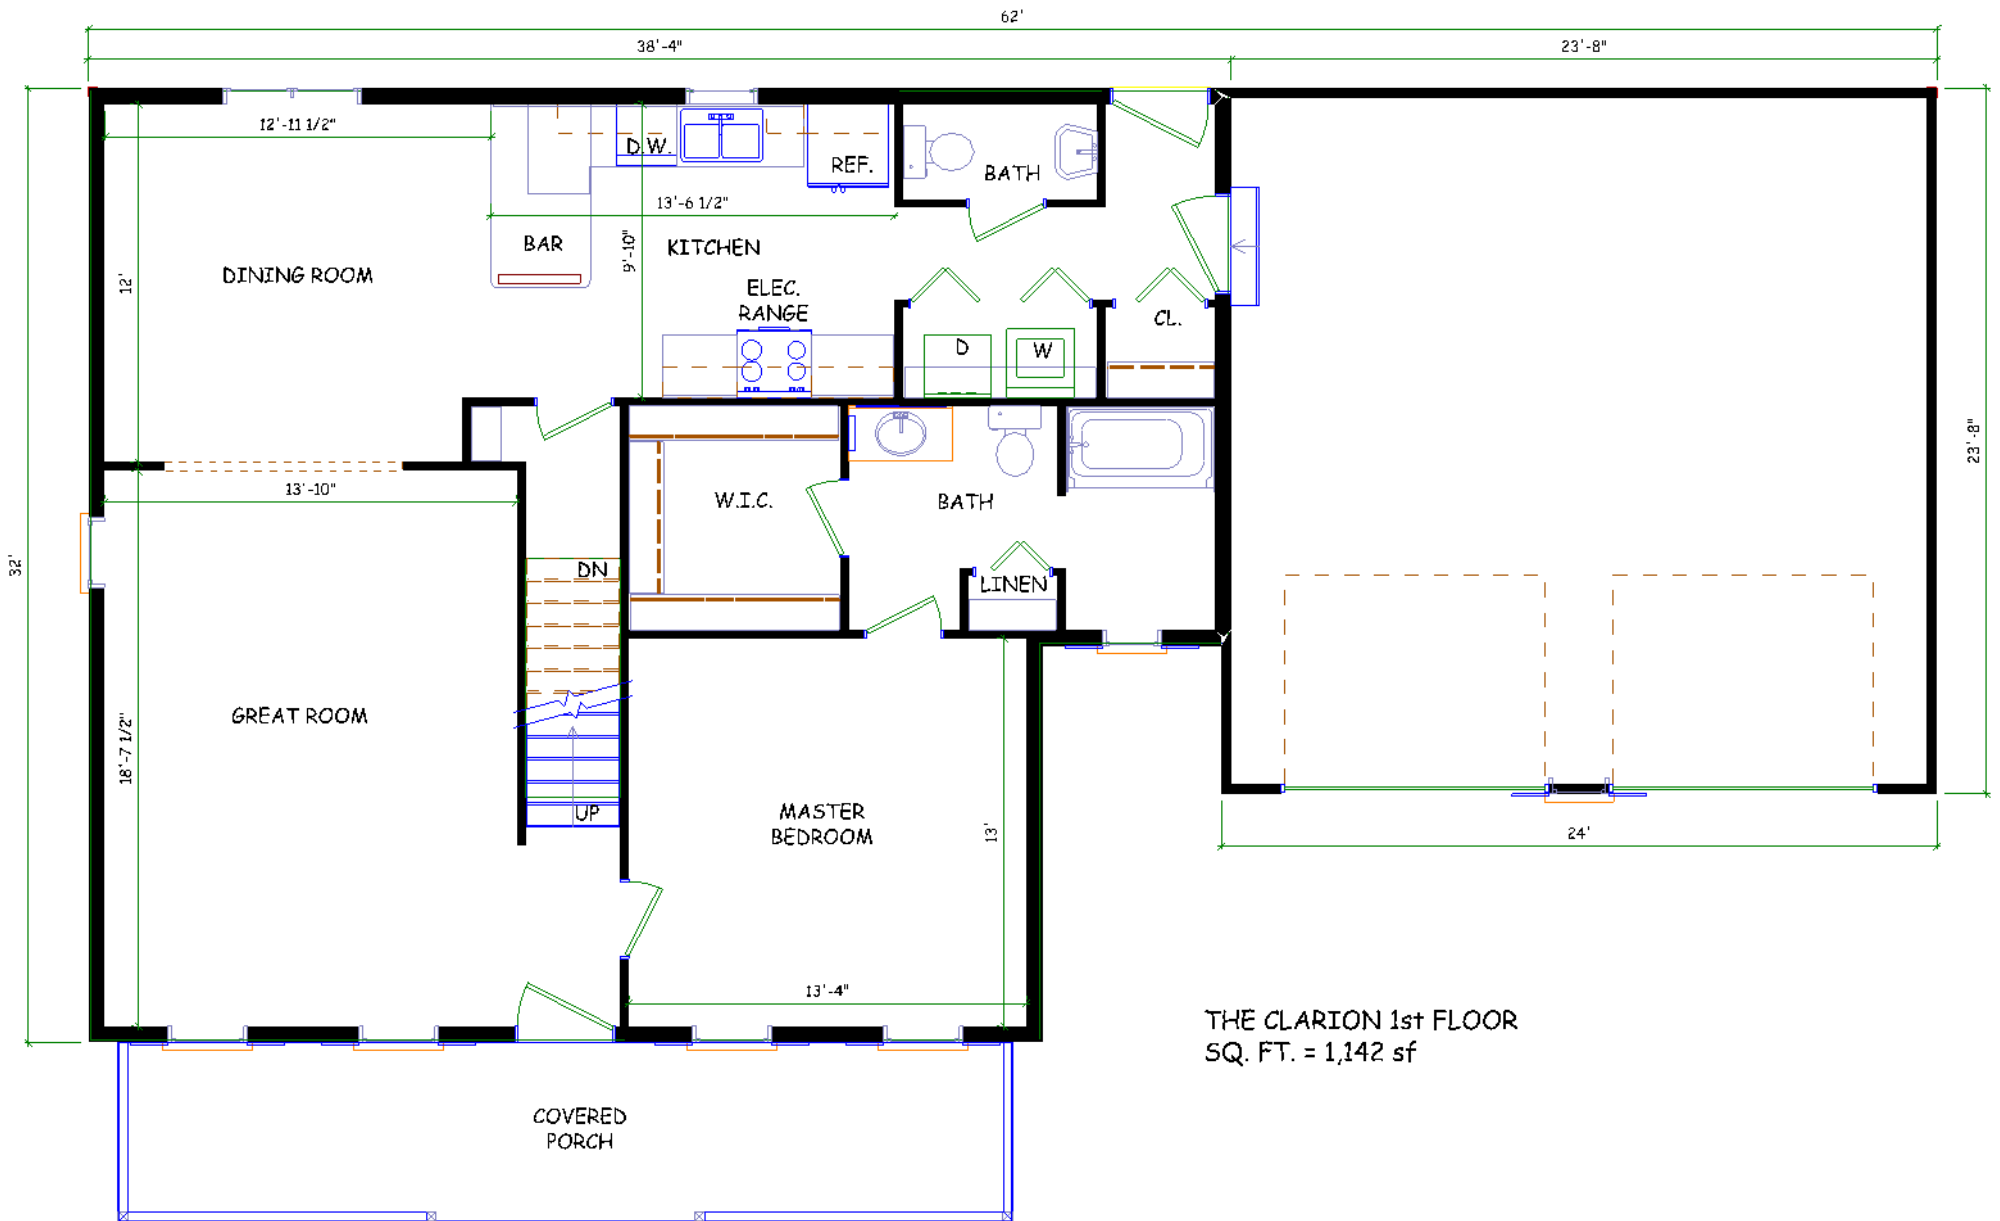 62'
38'-4"
23'-8"
12'-11 1/2"
D.W.
REF.
BATH
13'-6 1/2"
BAR
9'-10"
KITCHEN
DINING ROOM
12'
ELEC.
RANGE
CL.
D
W
13'-10"
W.I.C.
BATH
23'-8"
32'
DN
LINEN
GREAT ROOM
18'-7 1/2"
UP
MASTER
BEDROOM
13'
24'
13'-4"
THE CLARION 1st FLOOR
SQ. FT. = 1,142 sf
COVERED
PORCH